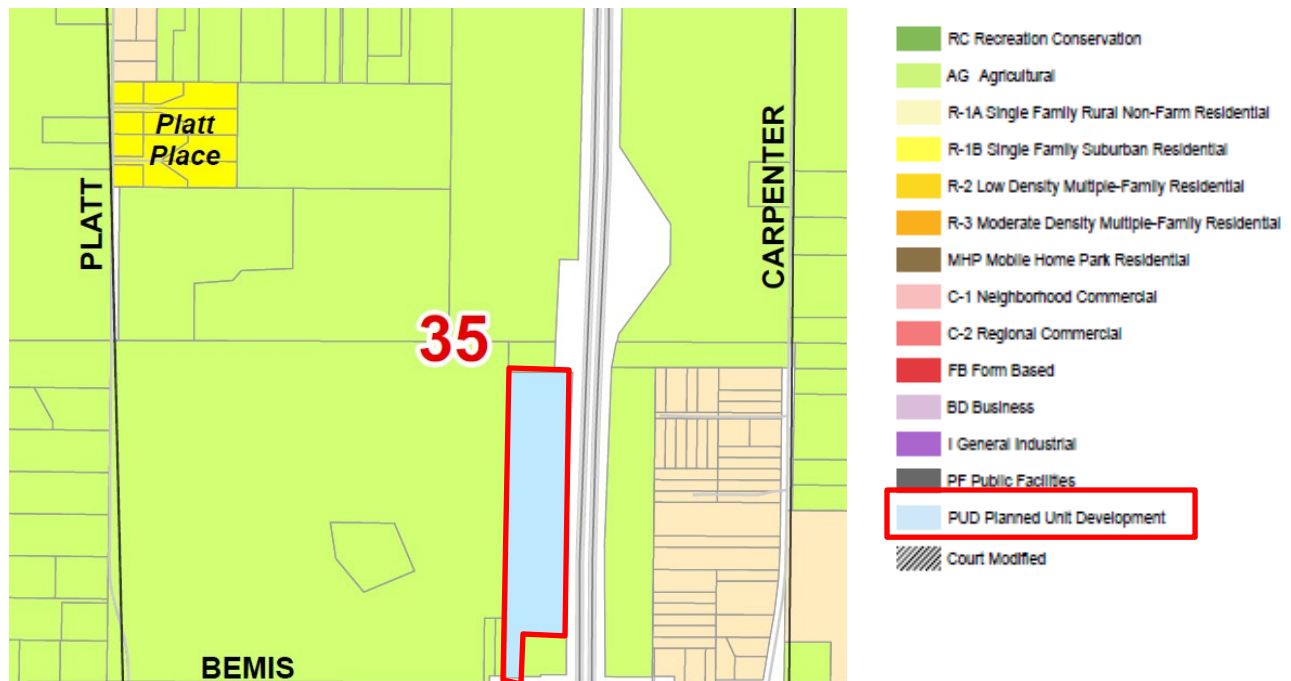 Platt
Place
PLATT
CARPENTER
35
BEMIS
RC Recreation Conservation
AG Agricultural
R-1A Single Family Rural Non-Farm Residential
R-1B Single Family Suburban Residential
R-2 Low Density Multiple-Family Residential
R-3 Moderate Density Multiple-Family Residential
MHP Mobile Home Park Residential
C-1 Neighborhood Commercial
C-2 Regional Commercial
FB Form Based
BD Business
I General Industrial
PF Public Facilities
PUD Planned Unit Development
Court Modified